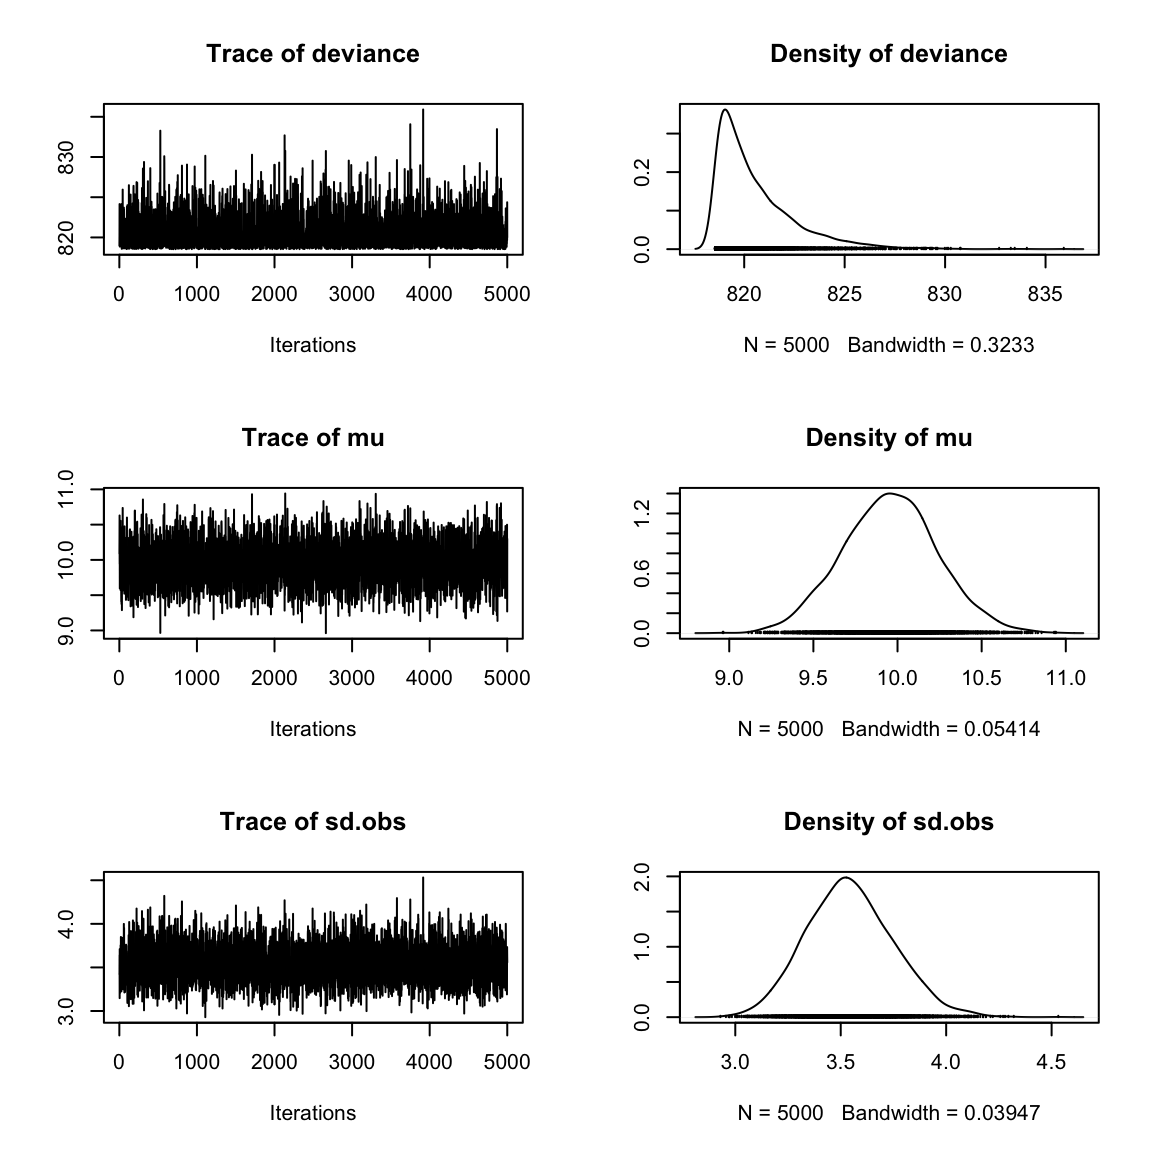 Trace of deviance
830
820
0 1000 2000 3000 4000 5000
Iterations
Density of deviance
0.2
0.0
820 825 830 835
N = 5000 Bandwidth = 0.3233
Trace of mu
11.0
10.0
9.0
0 1000 2000 3000 4000 5000
Iterations
Density of mu
1.2
0.6
0.0
9.0 9.5 10.0 10.5 11.0
N = 5000 Bandwidth = 0.05414
Trace of sd.obs
4.0
3.0
0 1000 2000 3000 4000 5000
Iterations
Density of sd.obs
2.0
1.0
0.0
3.0 3.5 4.0 4.5
N = 5000 Bandwidth = 0.03947